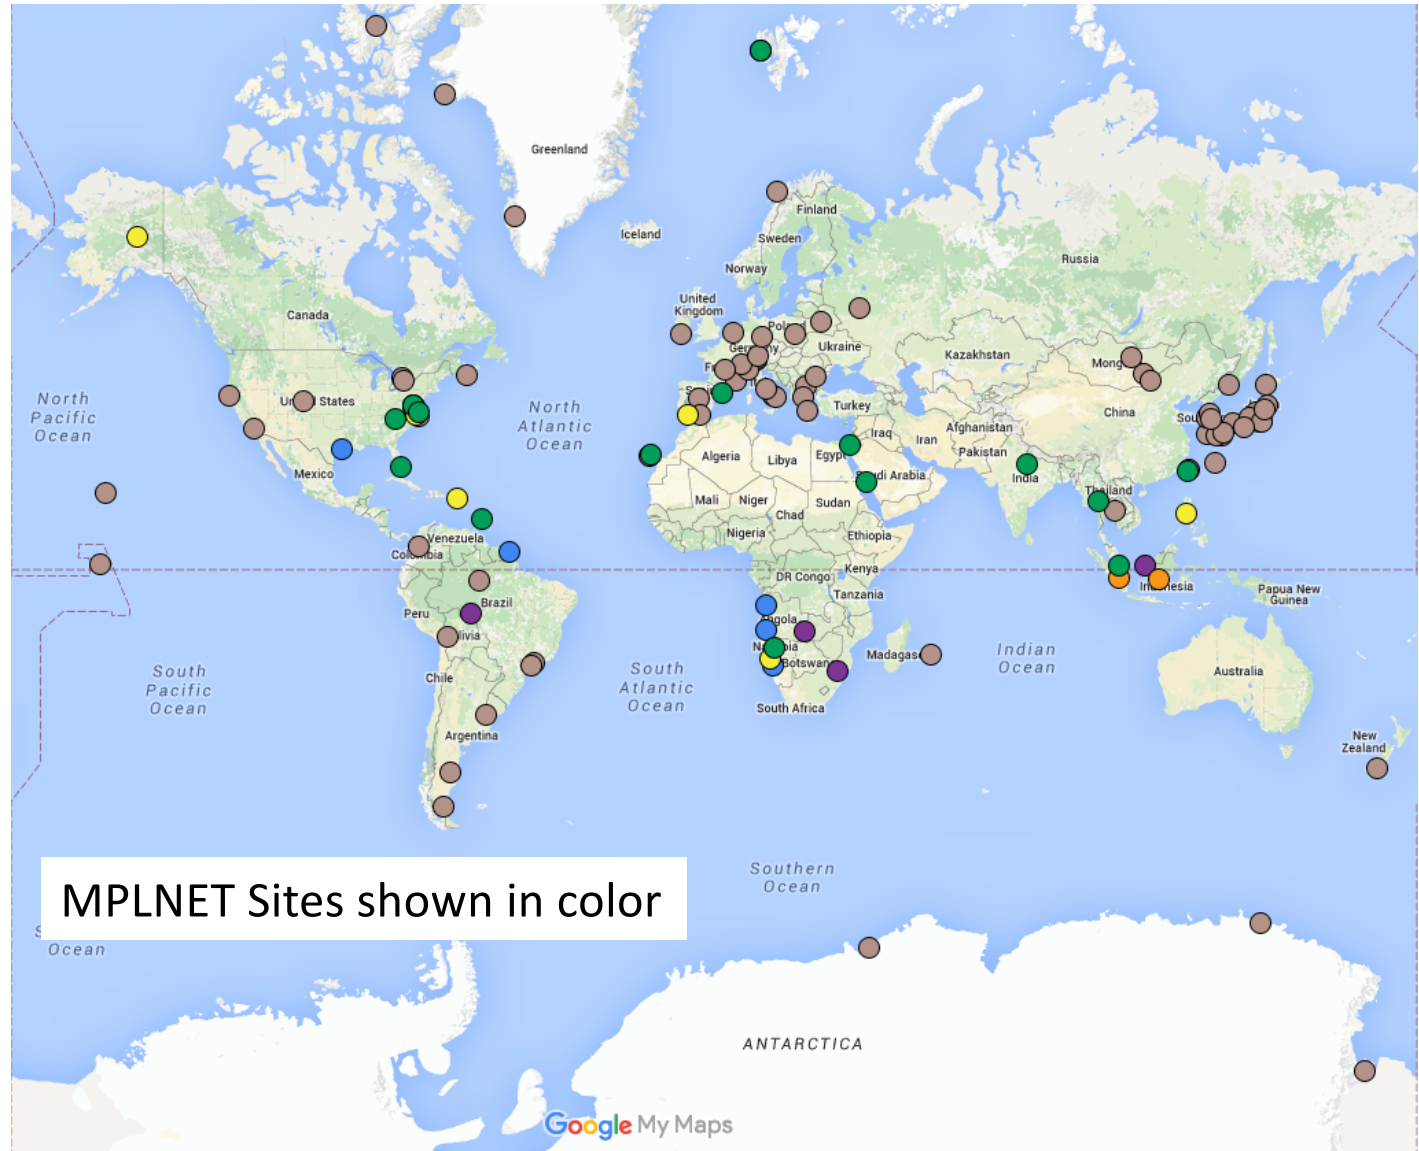 Greenland
Iceland
Finland
Sweden
Norway
Russia
United
Kingdom
Canada
Ukraine
Kazakhstan
North
Pacific
Ocean
North
Atlantic
Ocean
Turkey
China
Afghanistan
Iraq
Iran
Pakistan
Mexico
Algeria
Libya
Egypt
India
Mali
Niger
Sudan
Chad
Thailand
Nigeria
Ethiopia
Venezuela
Kenya
DR Congo
Tanzania
Brazil
Peru
Papua New
Guinea
South
Pacific
Ocean
South
Atlantic
Ocean
Indian
Ocean
Chile
Australia
South Africa
Argentina
New
Zealand
Southern
Ocean
MPLNET Sites shown in color
Ocean
ANTARCTICA
Google My Maps